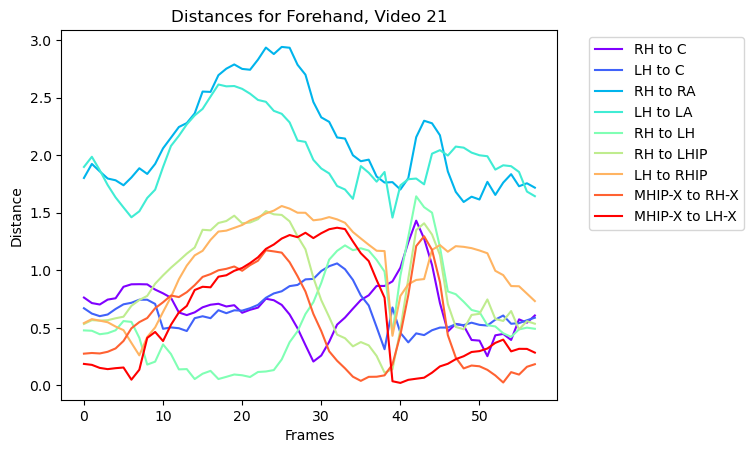 Distances for Forehand, Video 21
3.0
2.5
2.0
1.5
1.0
0.5
0.0
Distance
0
10
20
30
40
50
Frames
RH to C
LH to C
RH to RA
LH to LA
RH to LH
RH to LHIP
LH to RHIP
MHIP-X to RH-X
MHIP-X to LH-X